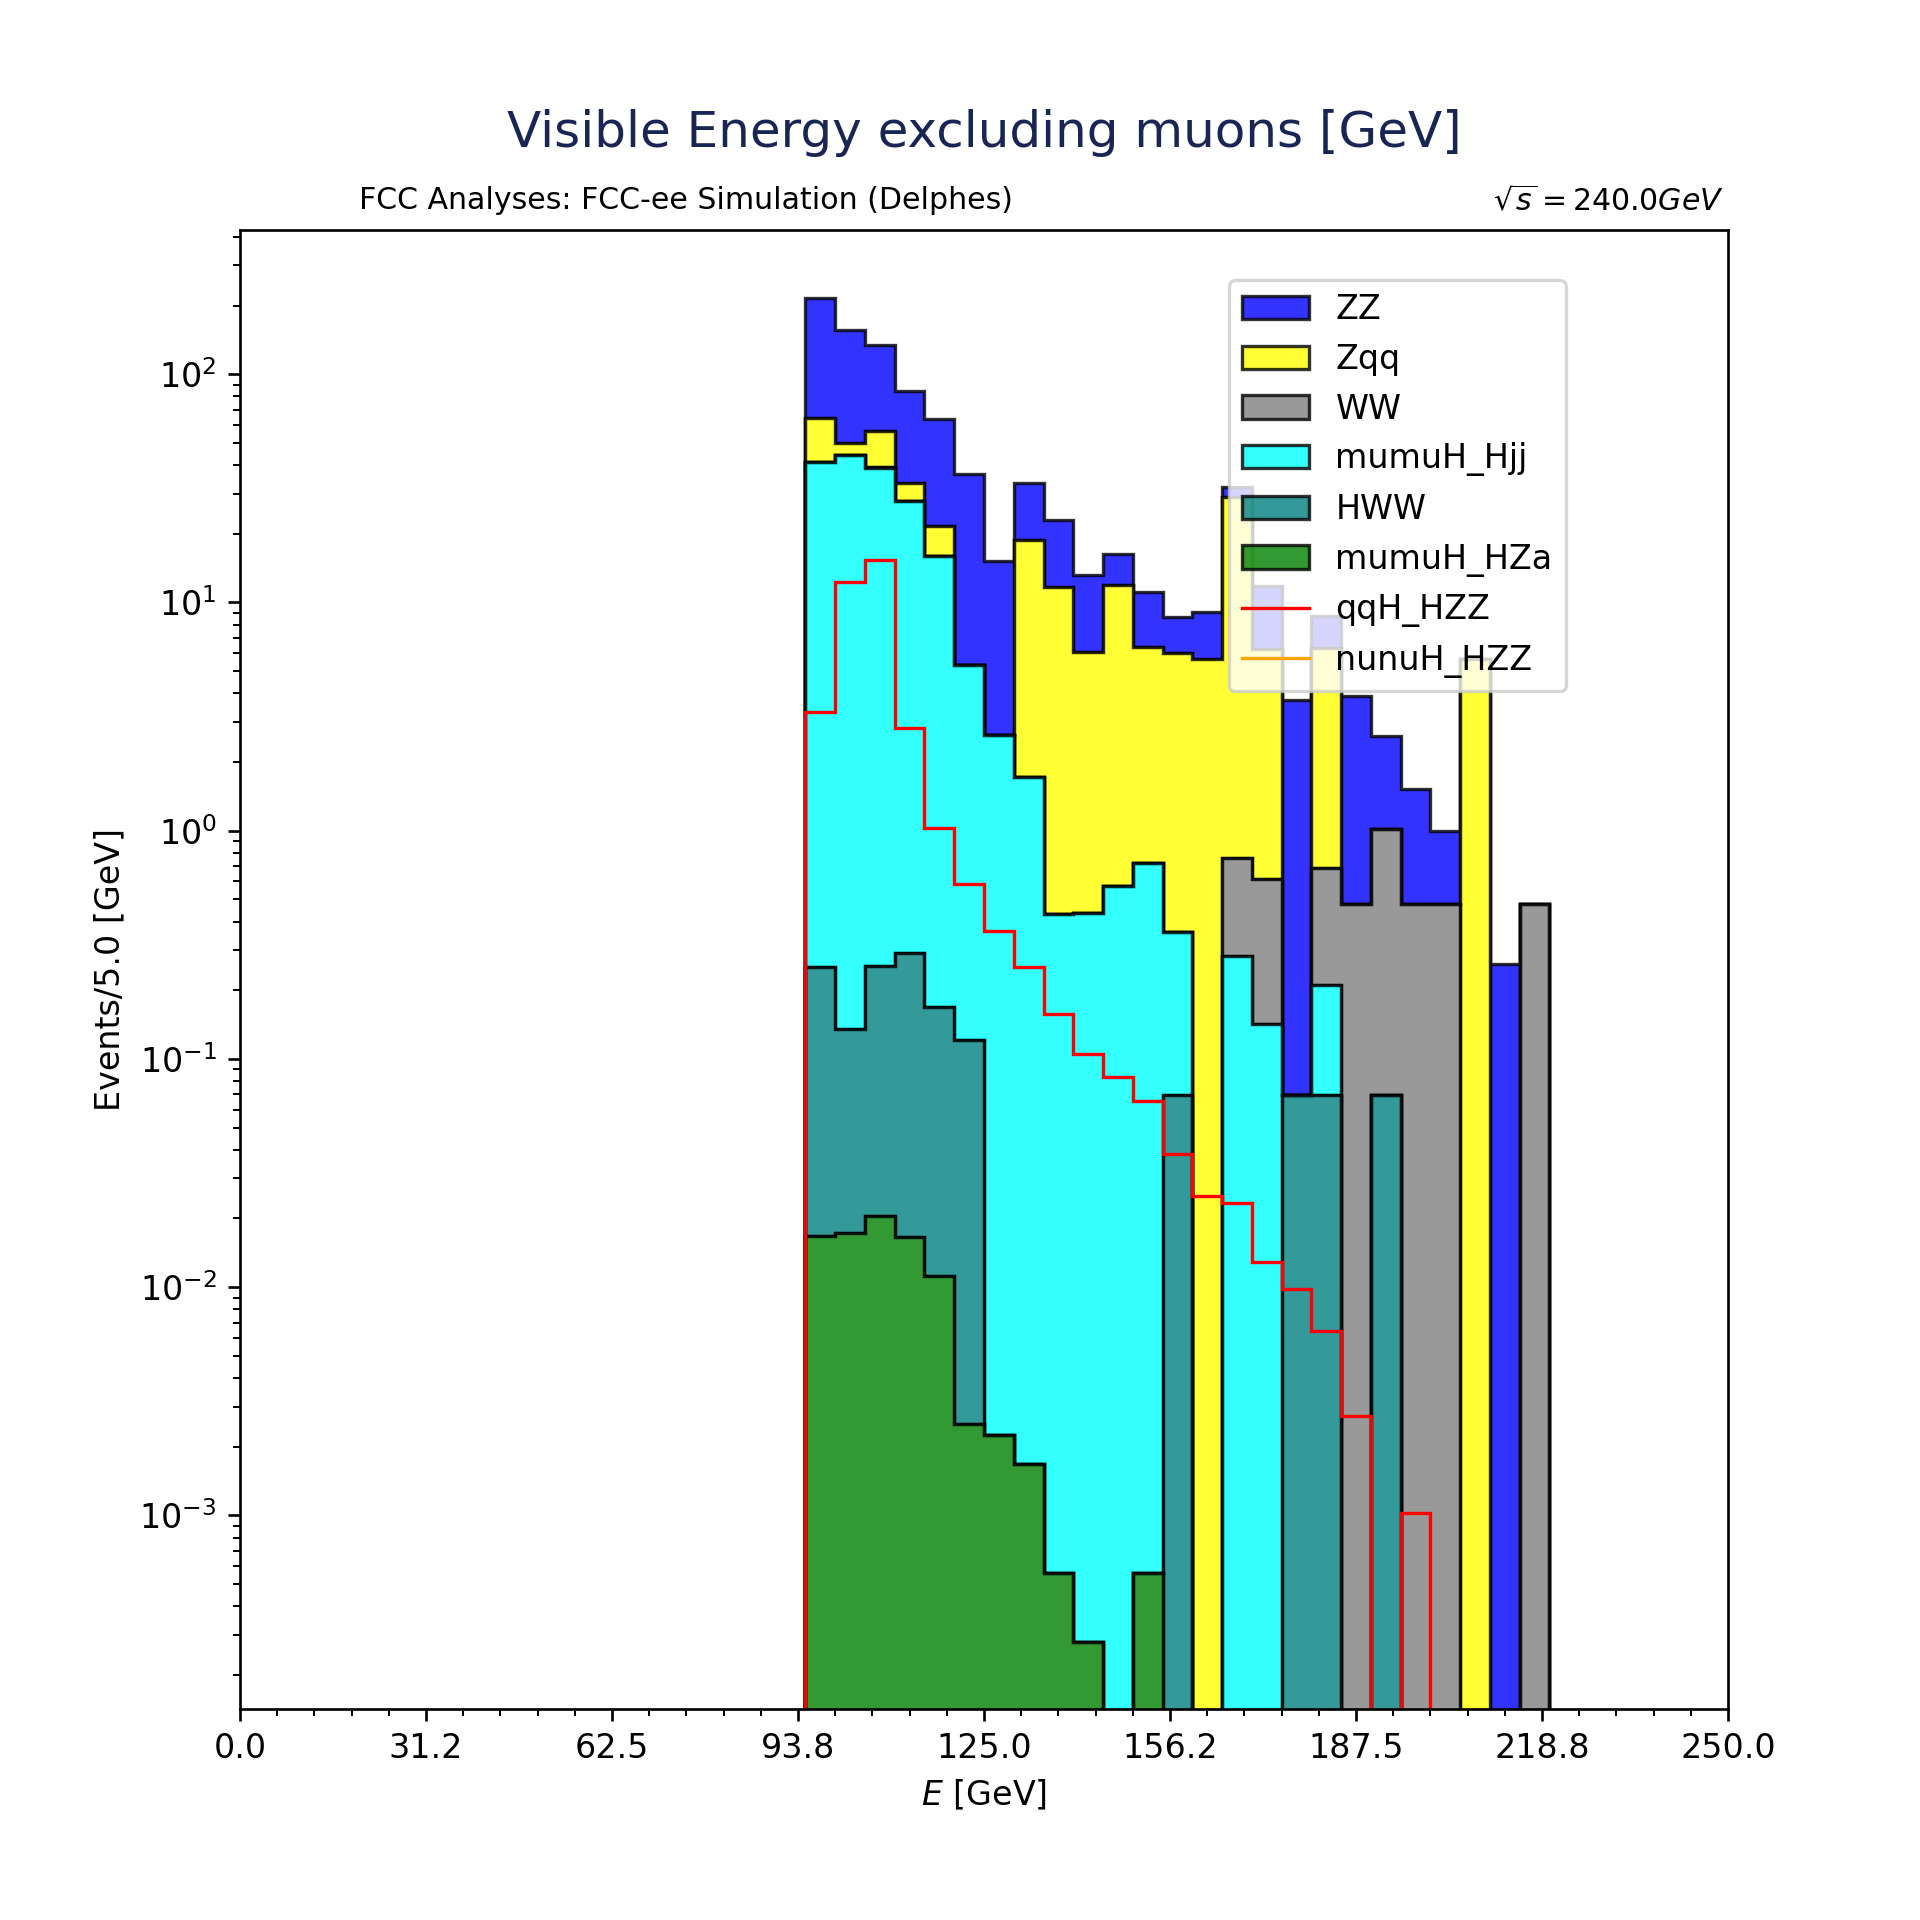 Visible Energy excluding muons [GeV]
FCC Analyses: FCC-ee Simulation (Delphes)
√s = 240.0GeV
ZZ
Zqq
WW
mumuH_Hjj
HWW
mumuH_HZa
qqH_HZZ
nunuH_HZZ
Events/5.0 [GeV]
10²
10¹
10⁰
10⁻¹
10⁻²
10⁻³
0.0 31.2 62.5 93.8 125.0 156.2 187.5 218.8 250.0
E [GeV]